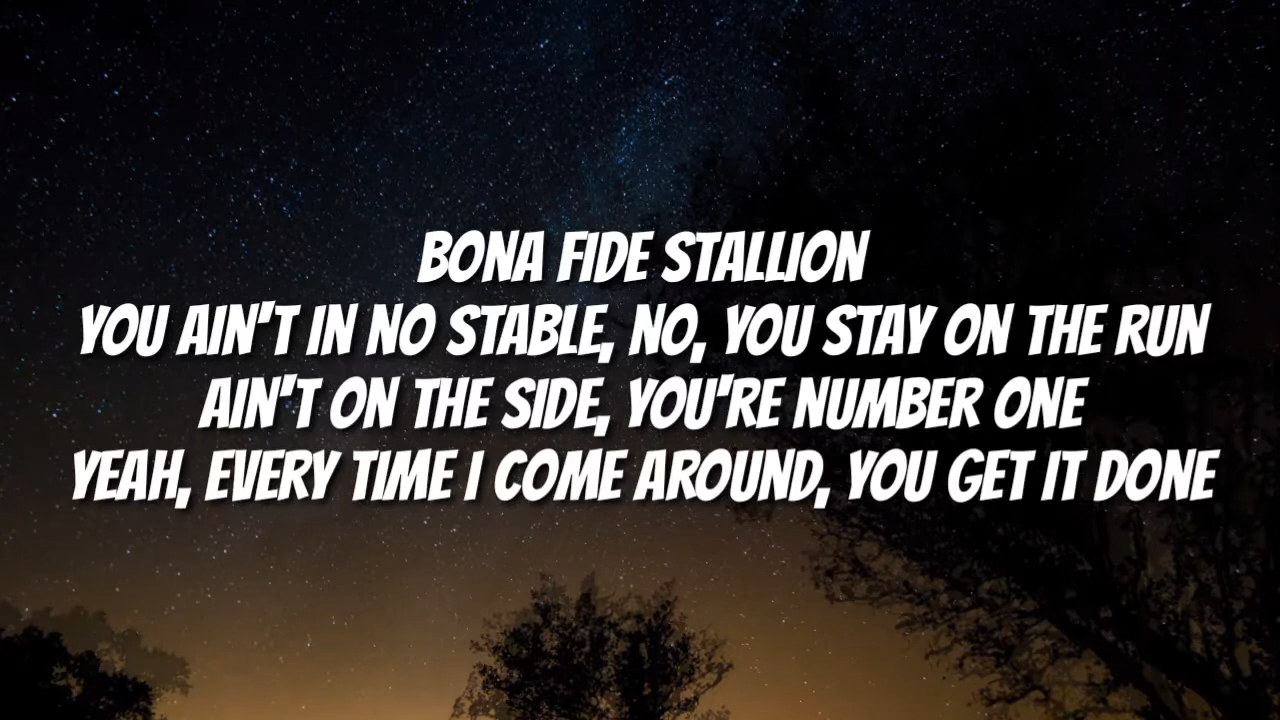 BONA FIDE STALLION
YOU AIN'T IN NO STABLE, NO, YOU STAY ON THE RUN
AIN'T ON THE SIDE, YOU'RE NUMBER ONE
YEAH, EVERY TIME I COME AROUND, YOU GET IT DONE